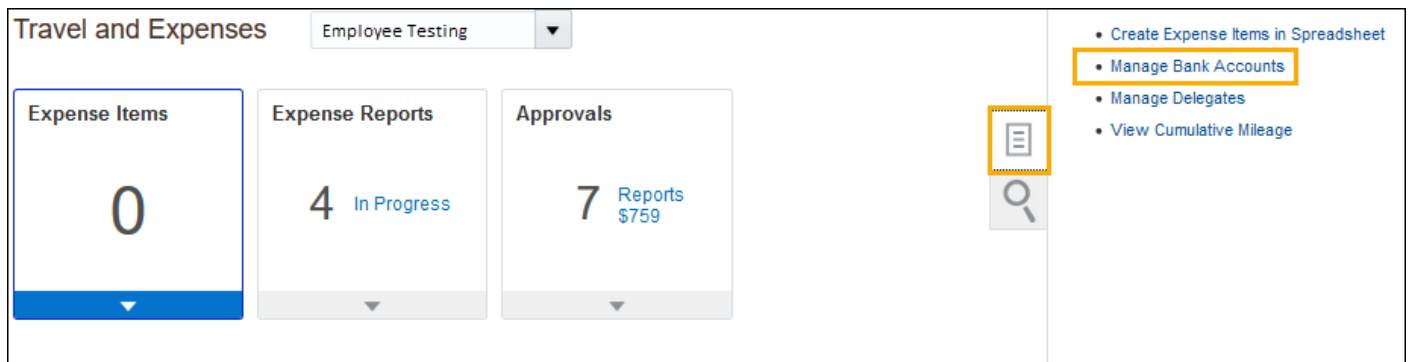 Travel and Expenses
Employee Testing
Expense Items
0
Expense Reports
4 In Progress
Approvals
7 Reports
$759
Create Expense Items in Spreadsheet
Manage Bank Accounts
Manage Delegates
View Cumulative Mileage